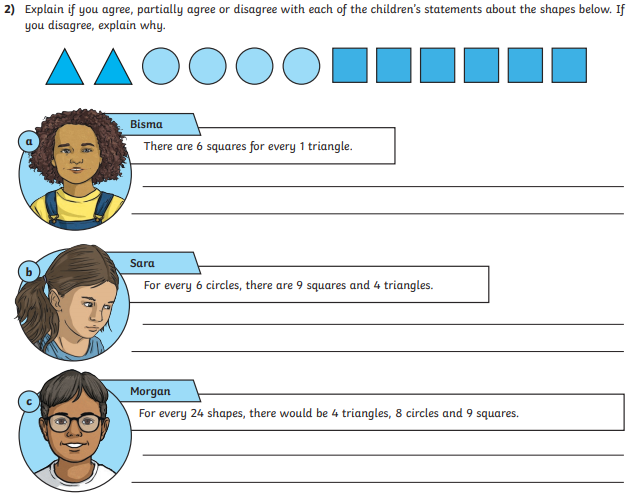 2) Explain if you agree, partially agree or disagree with each of the children's statements about the shapes below. If
you disagree, explain why.
a
Bisma
There are 6 squares for every 1 triangle.
b
Sara
For every 6 circles, there are 9 squares and 4 triangles.
c
Morgan
For every 24 shapes, there would be 4 triangles, 8 circles and 9 squares.